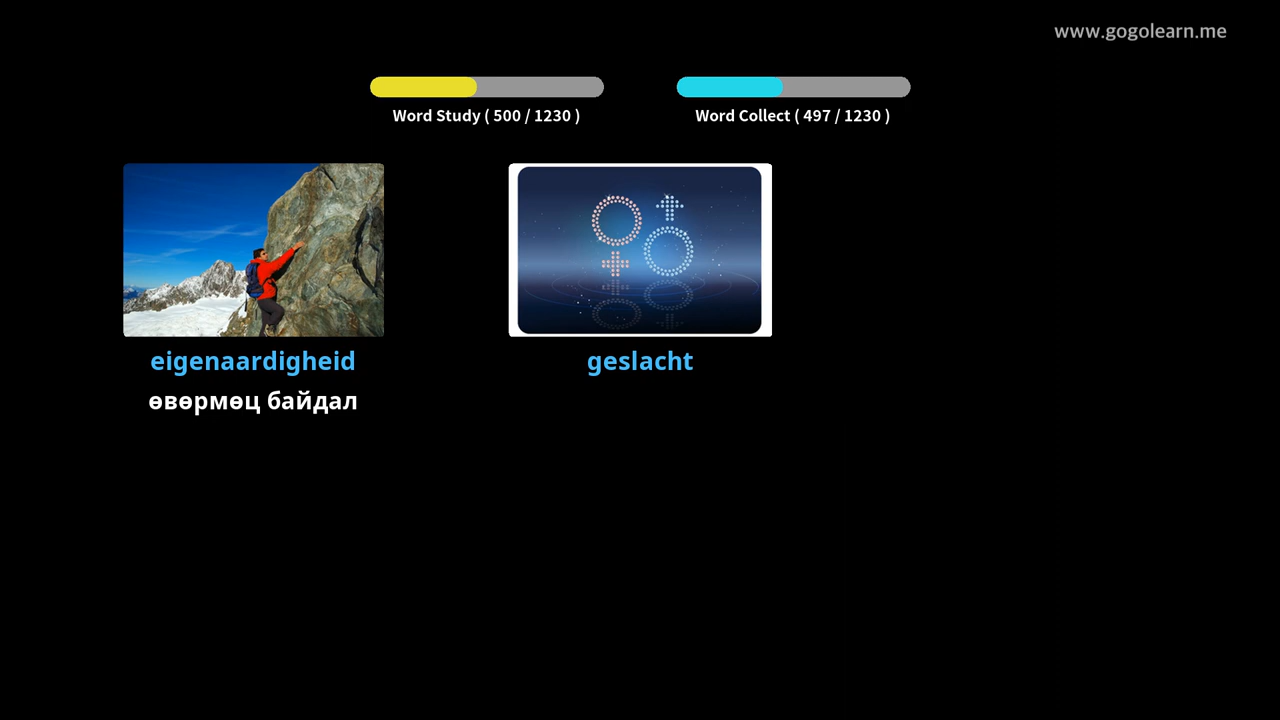 www.gogolearn.me
Word Study ( 500 / 1230 )
Word Collect ( 497 / 1230 )
eigenaardigheid
өвөрмөц байдал
geslacht